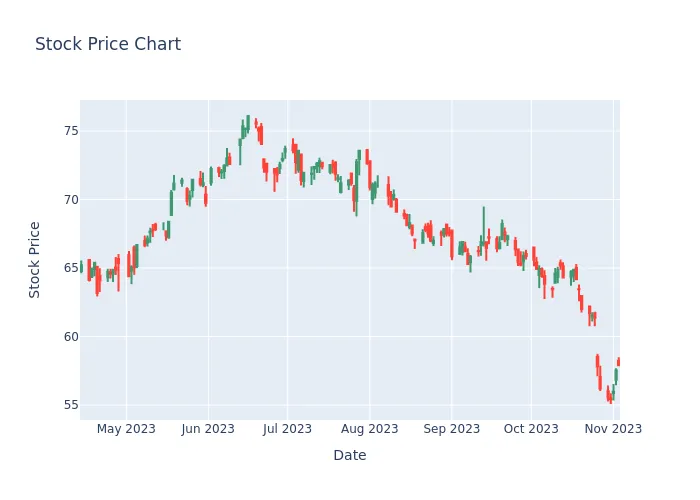 Stock Price Chart
75
70
65
60
55
Stock Price
May 2023
Jun 2023
Jul 2023
Aug 2023
Sep 2023
Oct 2023
Nov 2023
Date